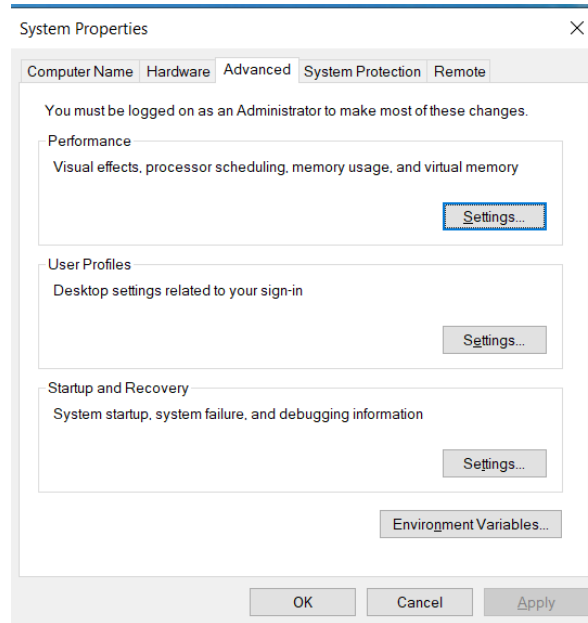 System Properties
Computer Name Hardware Advanced System Protection Remote
You must be logged on as an Administrator to make most of these changes.
Performance
Visual effects, processor scheduling, memory usage, and virtual memory
Settings...
User Profiles
Desktop settings related to your sign-in
Settings...
Startup and Recovery
System startup, system failure, and debugging information
Settings...
Environment Variables...
OK Cancel Apply